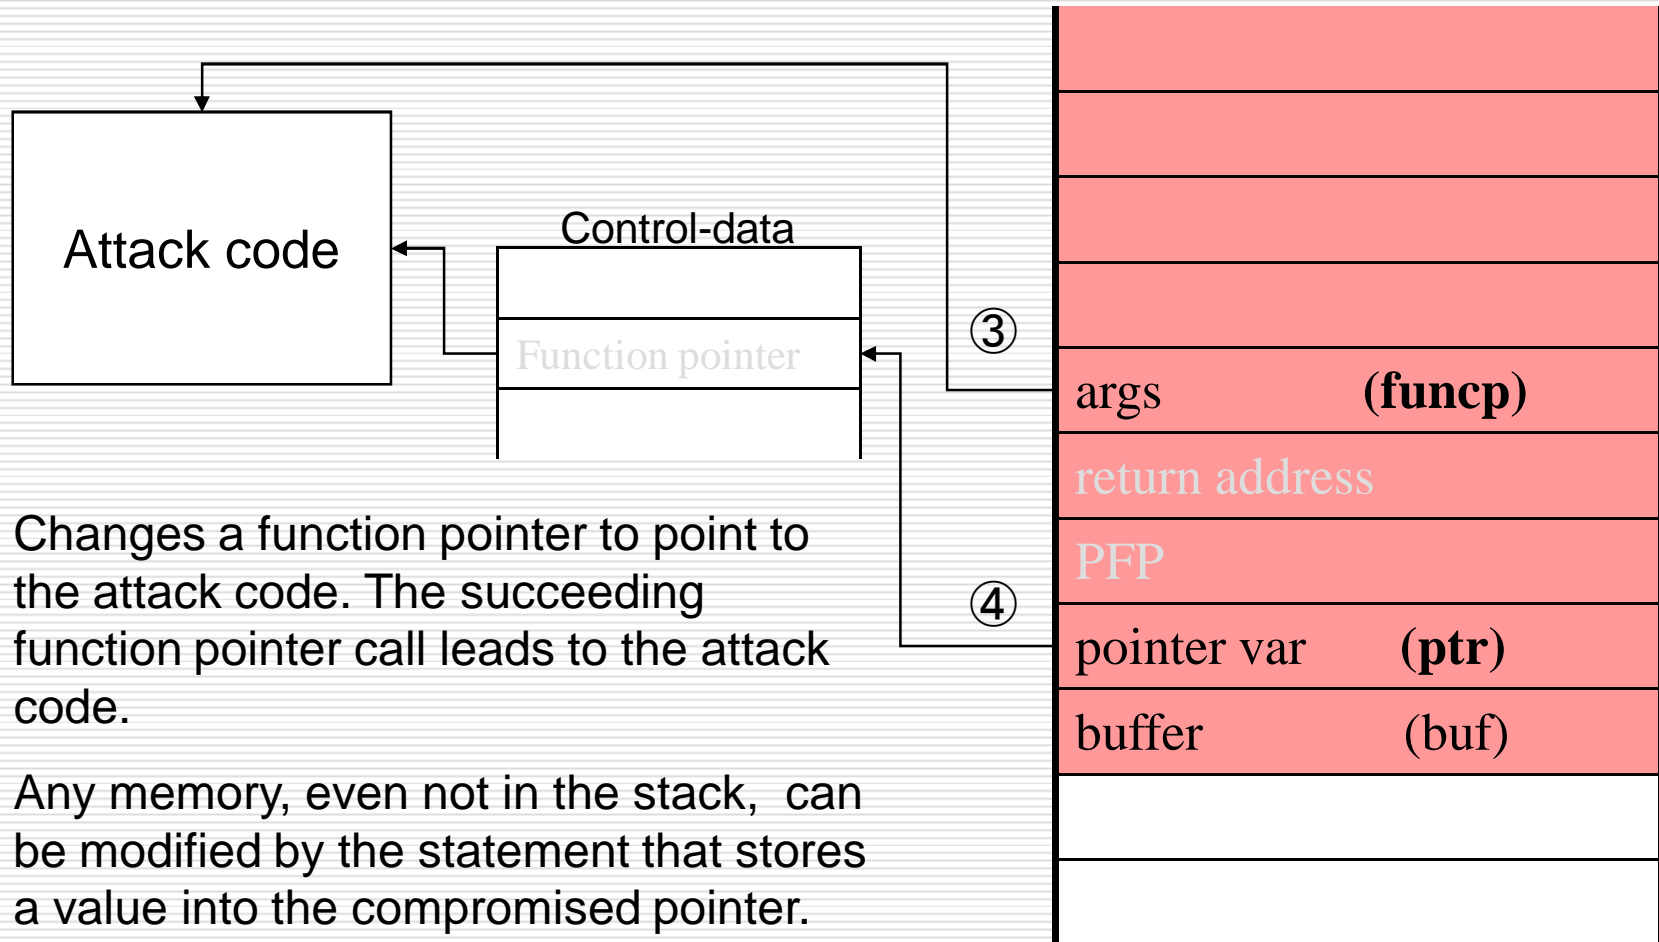 Control-data
Attack code
Function pointer
③
④
Changes a function pointer to point to
the attack code. The succeeding
function pointer call leads to the attack
code.
Any memory, even not in the stack,  can
be modified by the statement that stores
a value into the compromised pointer.
args (funcp)
return address
PFP
pointer var (ptr)
buffer (buf)